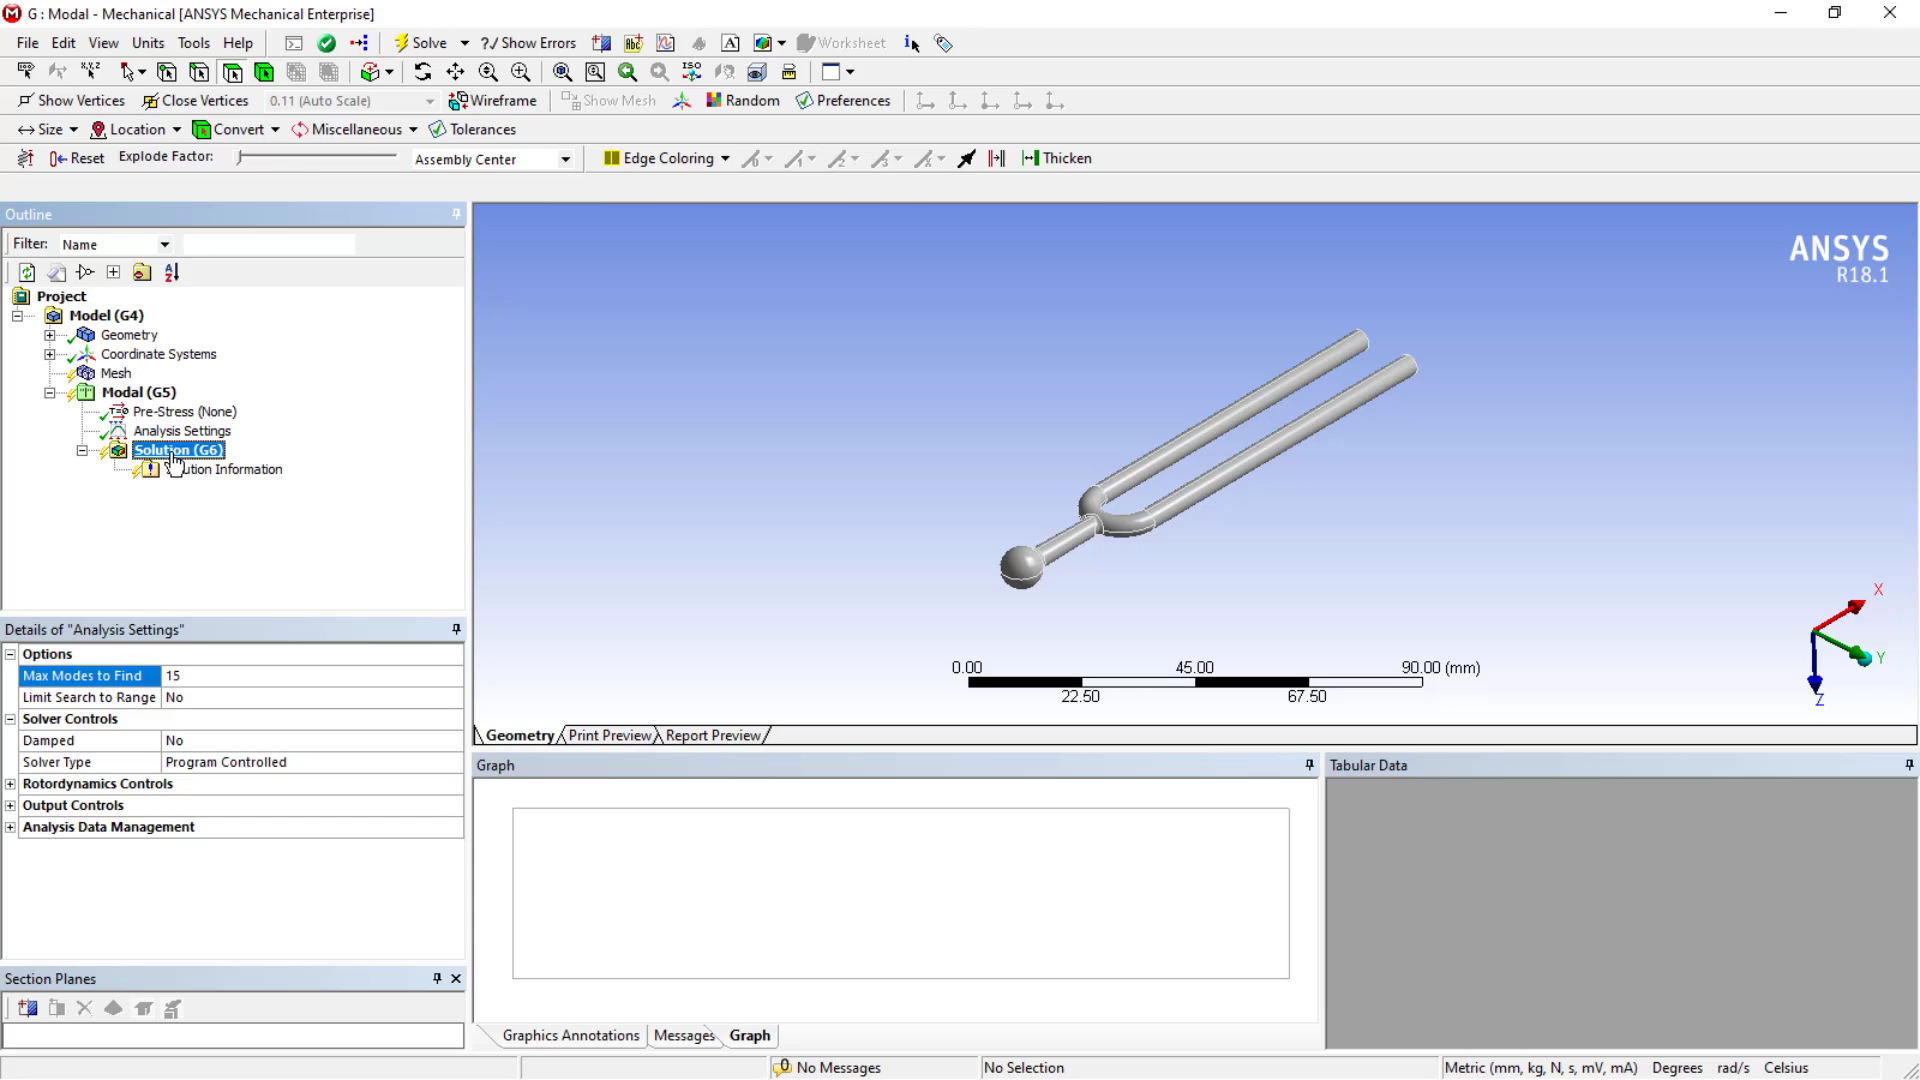 G : Modal - Mechanical [ANSYS Mechanical Enterprise]
File Edit View Units Tools Help Solve ?/ Show Errors Worksheet
Show Vertices Close Vertices 0.11 (Auto Scale) Wireframe Show Mesh Random Preferences
Size Location Convert Miscellaneous Tolerances
Reset Explode Factor: Assembly Center Edge Coloring Thicken
Outline
Filter: Name
Project
Model (G4)
Geometry
Coordinate Systems
Mesh
Modal (G5)
Pre-Stress (None)
Analysis Settings
Solution (G6)
ution Information
ANSYS
R18.1
X
Y
Z
0.00 45.00 90.00 (mm)
22.50 67.50
Geometry Print Preview Report Preview
Details of "Analysis Settings"
Options
Max Modes to Find 15
Limit Search to Range No
Solver Controls
Damped No
Solver Type Program Controlled
Rotordynamics Controls
Output Controls
Analysis Data Management
Section Planes
Graph
Tabular Data
Graphics Annotations Messages Graph
No Messages No Selection Metric (mm, kg, N, s, mV, mA) Degrees rad/s Celsius